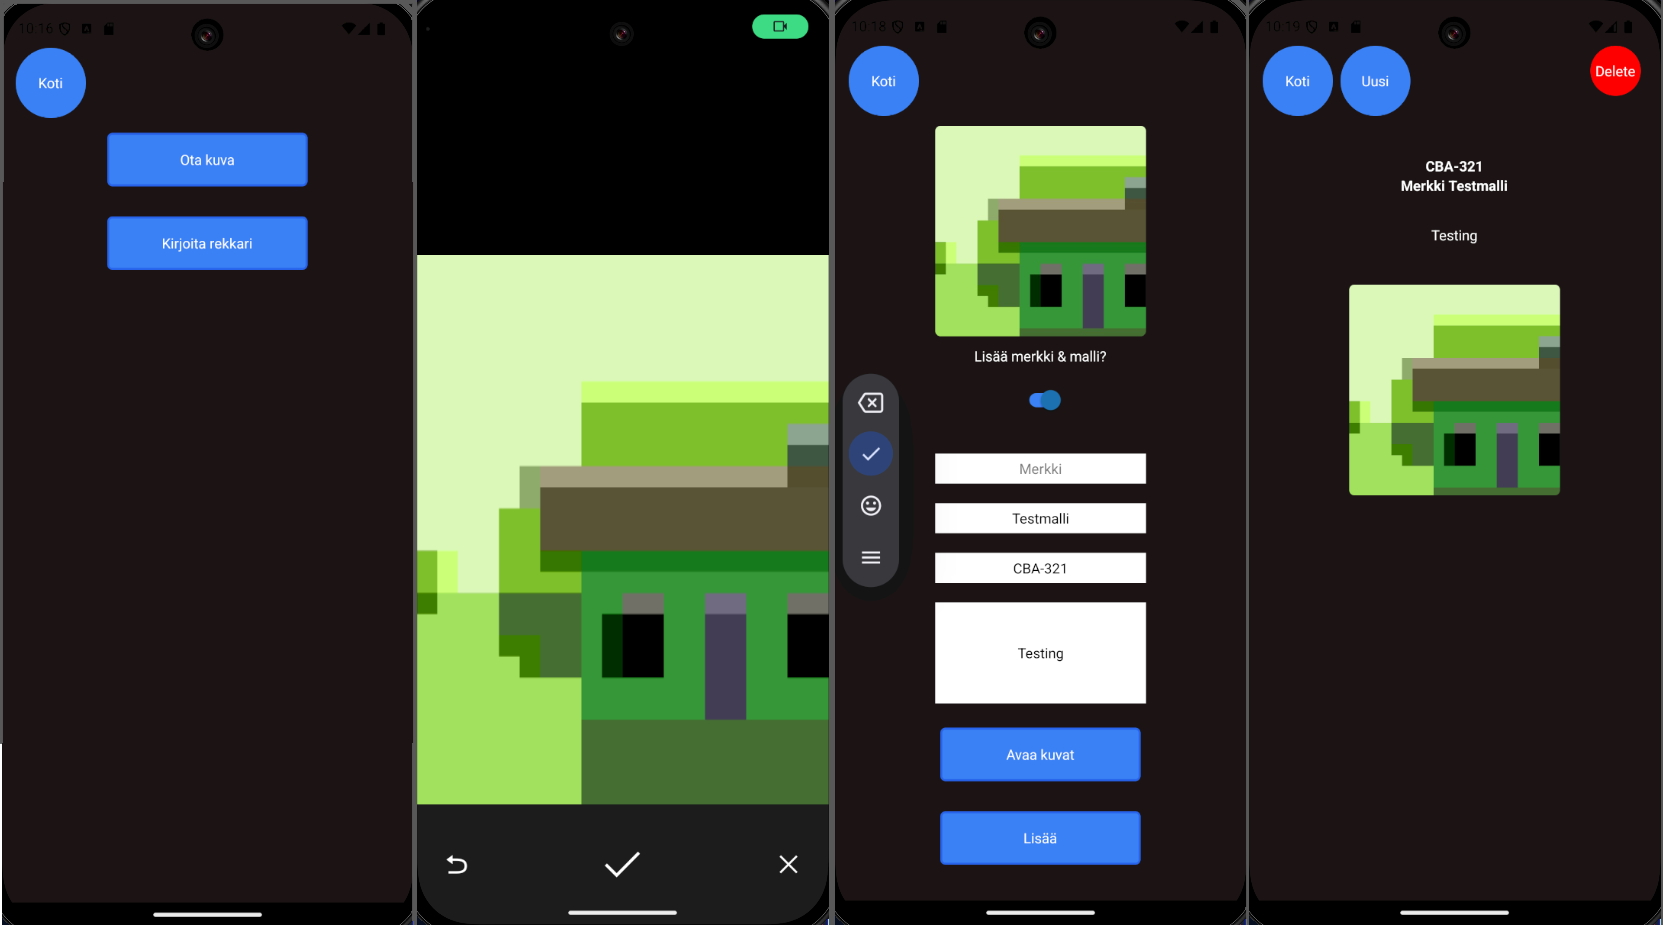 10:16
Koti
Ota kuva
Kirjoita rekkari
10:18
Koti
Lisää merkki & malli?
Merkki
Testmalli
CBA-321
Testing
Avaa kuvat
Lisää
10:19
Koti
Uusi
Delete
CBA-321
Merkki Testmalli
Testing